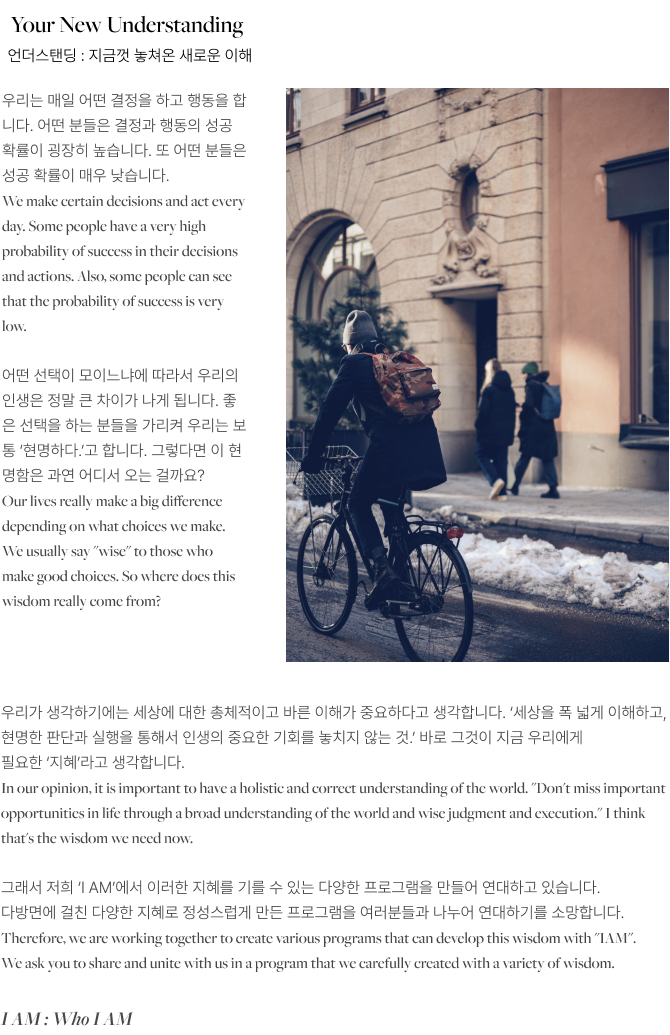 Your New Understanding
언더스탠딩 : 지금껏 놓쳐온 새로운 이해
우리는 매일 어떤 결정을 하고 행동을 합
니다. 어떤 분들은 결정과 행동의 성공
확률이 굉장히 높습니다. 또 어떤 분들은
성공 확률이 매우 낮습니다.
We make certain decisions and act every
day. Some people have a very high
probability of success in their decisions
and actions. Also, some people can see
that the probability of success is very
low.
어떤 선택이 모이느냐에 따라서 우리의
인생은 정말 큰 차이가 나게 됩니다. 좋
은 선택을 하는 분들을 가리켜 우리는 보
통 ‘현명하다.’고 합니다. 그렇다면 이 현
명함은 과연 어디서 오는 걸까요?
Our lives really make a big difference
depending on what choices we make.
We usually say "wise" to those who
make good choices. So where does this
wisdom really come from?
우리가 생각하기에는 세상에 대한 총체적이고 바른 이해가 중요하다고 생각합니다. ‘세상을 폭 넓게 이해하고,
현명한 판단과 실행을 통해서 인생의 중요한 기회를 놓치지 않는 것.’ 바로 그것이 지금 우리에게
필요한 ‘지혜’라고 생각합니다.
In our opinion, it is important to have a holistic and correct understanding of the world. "Don't miss important
opportunities in life through a broad understanding of the world and wise judgment and execution." I think
that's the wisdom we need now.
그래서 저희 ‘I AM’에서 이러한 지혜를 기를 수 있는 다양한 프로그램을 만들어 연대하고 있습니다.
다방면에 걸친 다양한 지혜로 정성스럽게 만든 프로그램을 여러분들과 나누어 연대하기를 소망합니다.
Therefore, we are working together to create various programs that can develop this wisdom with "IAM".
We ask you to share and unite with us in a program that we carefully created with a variety of wisdom.
I AM : Who I AM